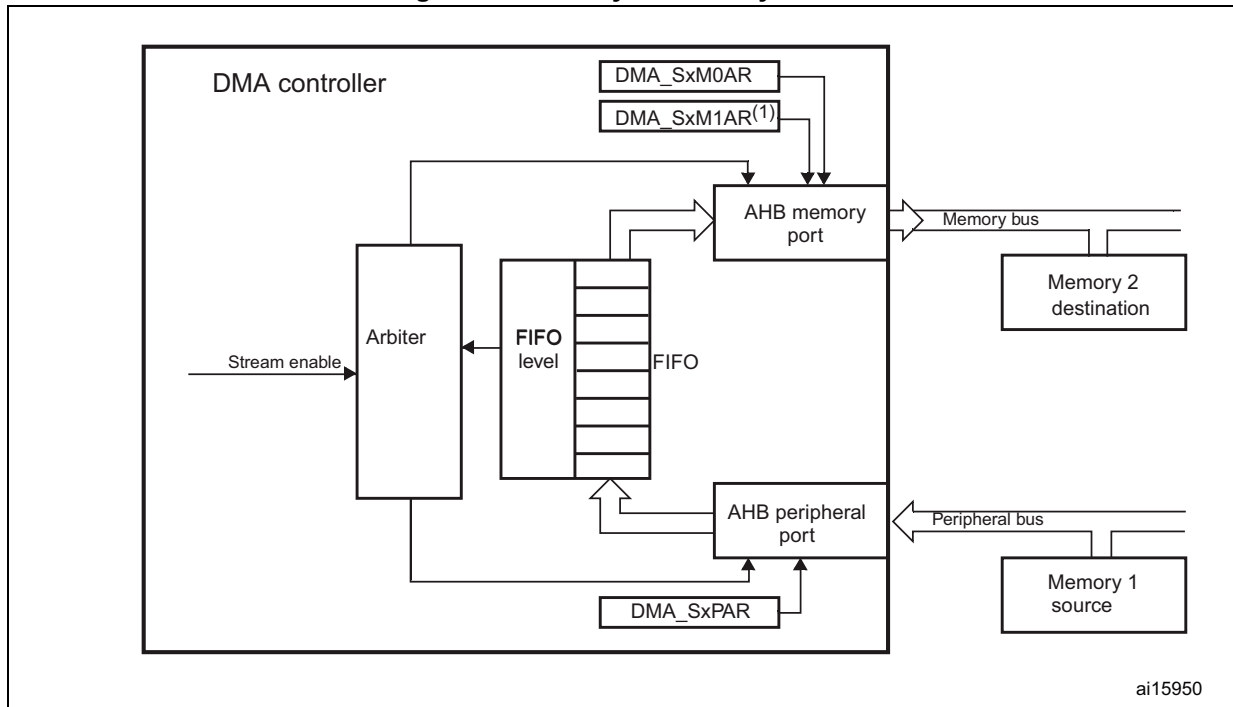 DMA controller
DMA_SxM0AR
DMA_SxM1AR(1)
AHB memory
port
Memory bus
Memory 2
destination
Arbiter
FIFO
level
FIFO
Stream enable
AHB peripheral
port
Peripheral bus
Memory 1
source
DMA_SxPAR
ai15950